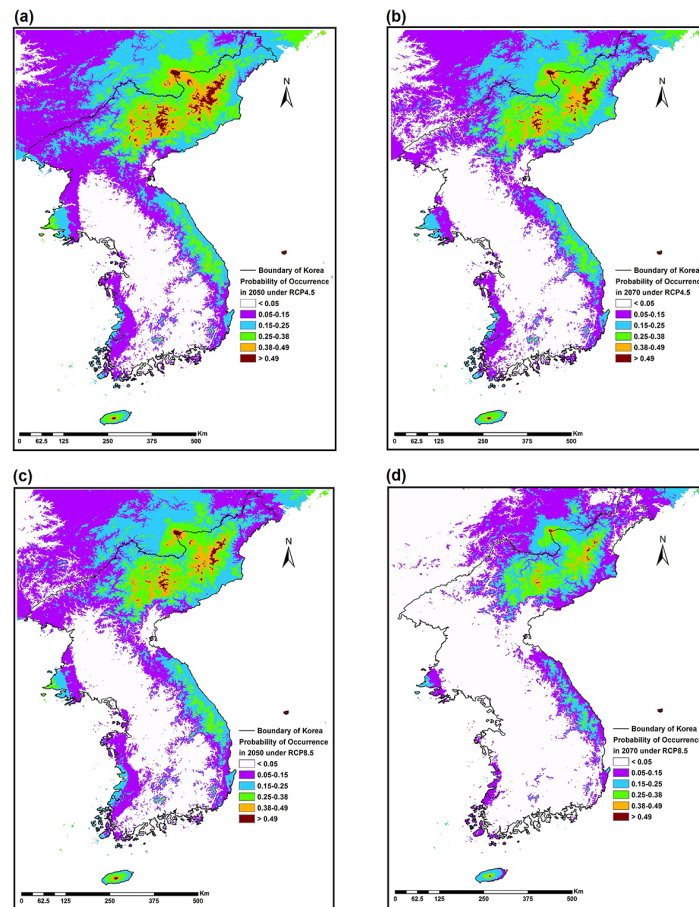 (a)
N
Boundary of Korea
Probability of Occurrence
in 2050 under RCP4.5
< 0.05
0.05-0.15
0.15-0.25
0.25-0.38
0.38-0.49
> 0.49
Km
0 62.5 125 250 375 500
(b)
N
Boundary of Korea
Probability of Occurrence
in 2070 under RCP4.5
< 0.05
0.05-0.15
0.15-0.25
0.25-0.38
0.38-0.49
> 0.49
Km
0 62.5 125 250 375 500
(c)
N
Boundary of Korea
Probability of Occurrence
in 2050 under RCP8.5
< 0.05
0.05-0.15
0.15-0.25
0.25-0.38
0.38-0.49
> 0.49
Km
0 62.5 125 250 375 500
(d)
N
Boundary of Korea
Probability of Occurrence
in 2070 under RCP8.5
< 0.05
0.05-0.15
0.15-0.25
0.25-0.38
0.38-0.49
> 0.49
Km
0 62.5 125 250 375 500